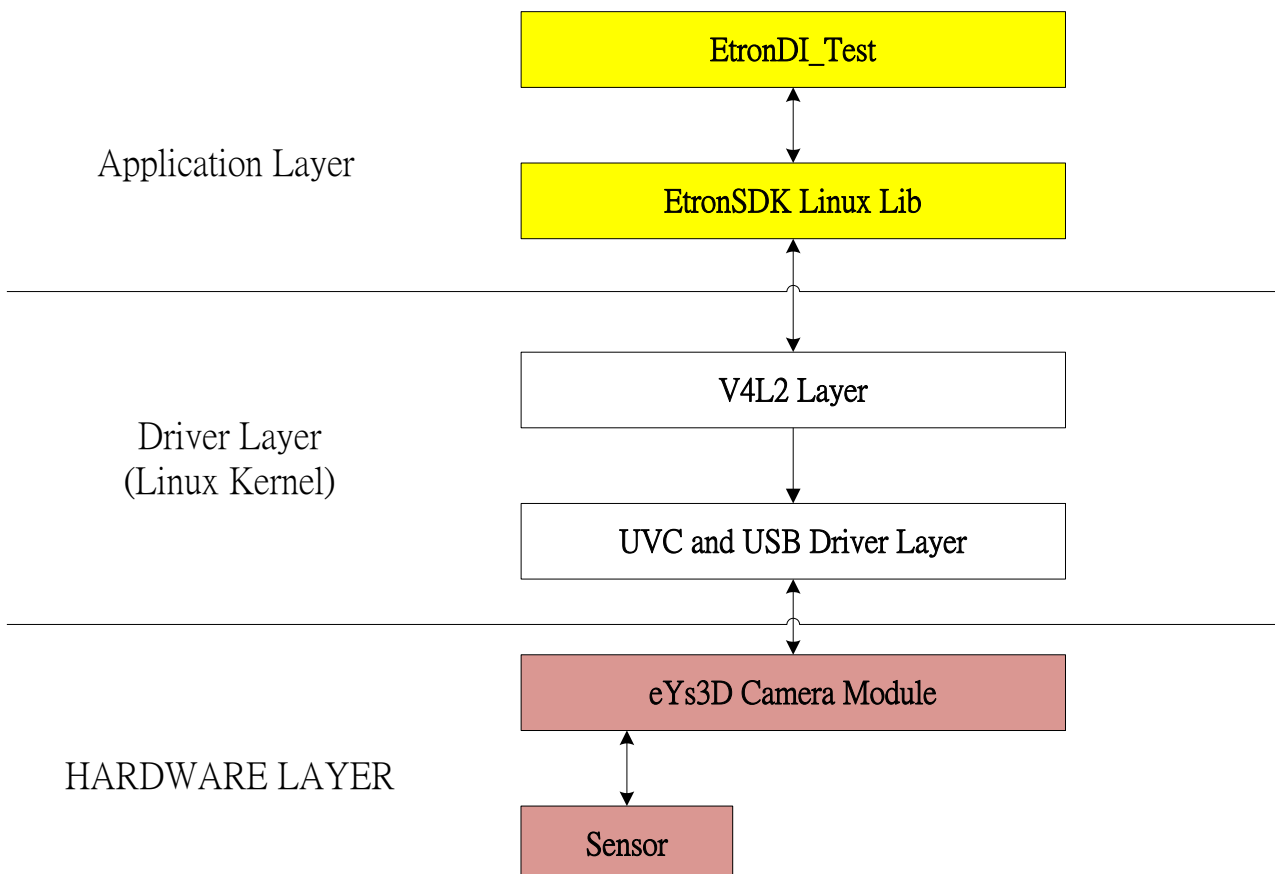 EtronDI_Test
Application Layer
EtronSDK Linux Lib
V4L2 Layer
Driver Layer
(Linux Kernel)
UVC and USB Driver Layer
eYs3D Camera Module
HARDWARE LAYER
Sensor